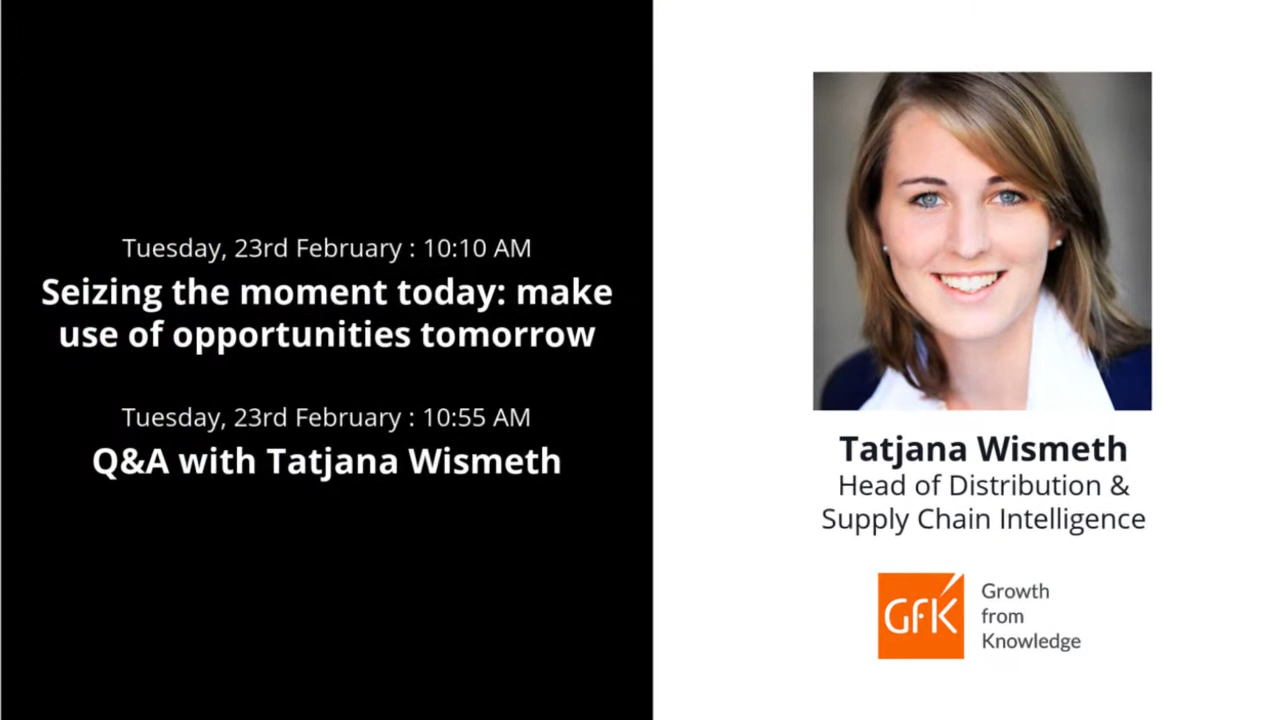 Tuesday, 23rd February : 10:10 AM
Seizing the moment today: make
use of opportunities tomorrow
Tuesday, 23rd February : 10:55 AM
Q&A with Tatjana Wismeth
Tatjana Wismeth
Head of Distribution &
Supply Chain Intelligence
GfK
Growth
from
Knowledge